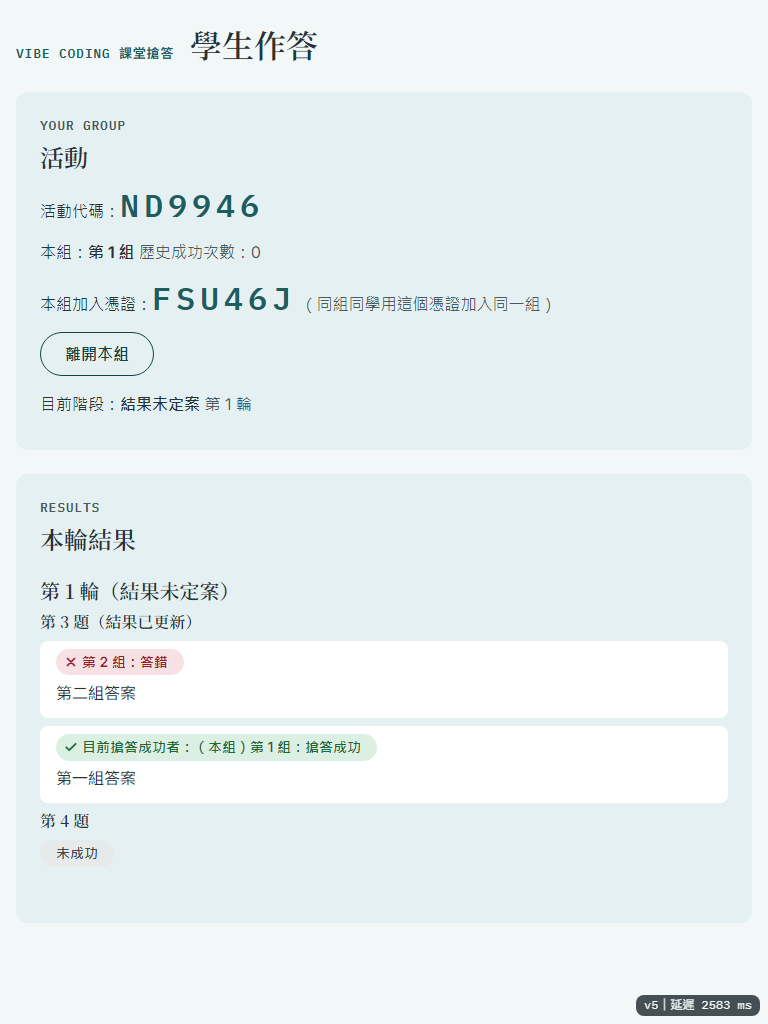 VIBE CODING 課堂搶答 學生作答
YOUR GROUP
活動
活動代碼：ND9946
本組：第 1 組 歷史成功次數：0
本組加入憑證：FSU46J （同組同學用這個憑證加入同一組）
離開本組
目前階段：結果未定案 第 1 輪
RESULTS
本輪結果
第 1 輪（結果未定案）
第 3 題（結果已更新）
✕ 第 2 組：答錯
第二組答案
✓ 目前搶答成功者：（本組）第 1 組：搶答成功
第一組答案
第 4 題
未成功
v5｜延遲 2583 ms